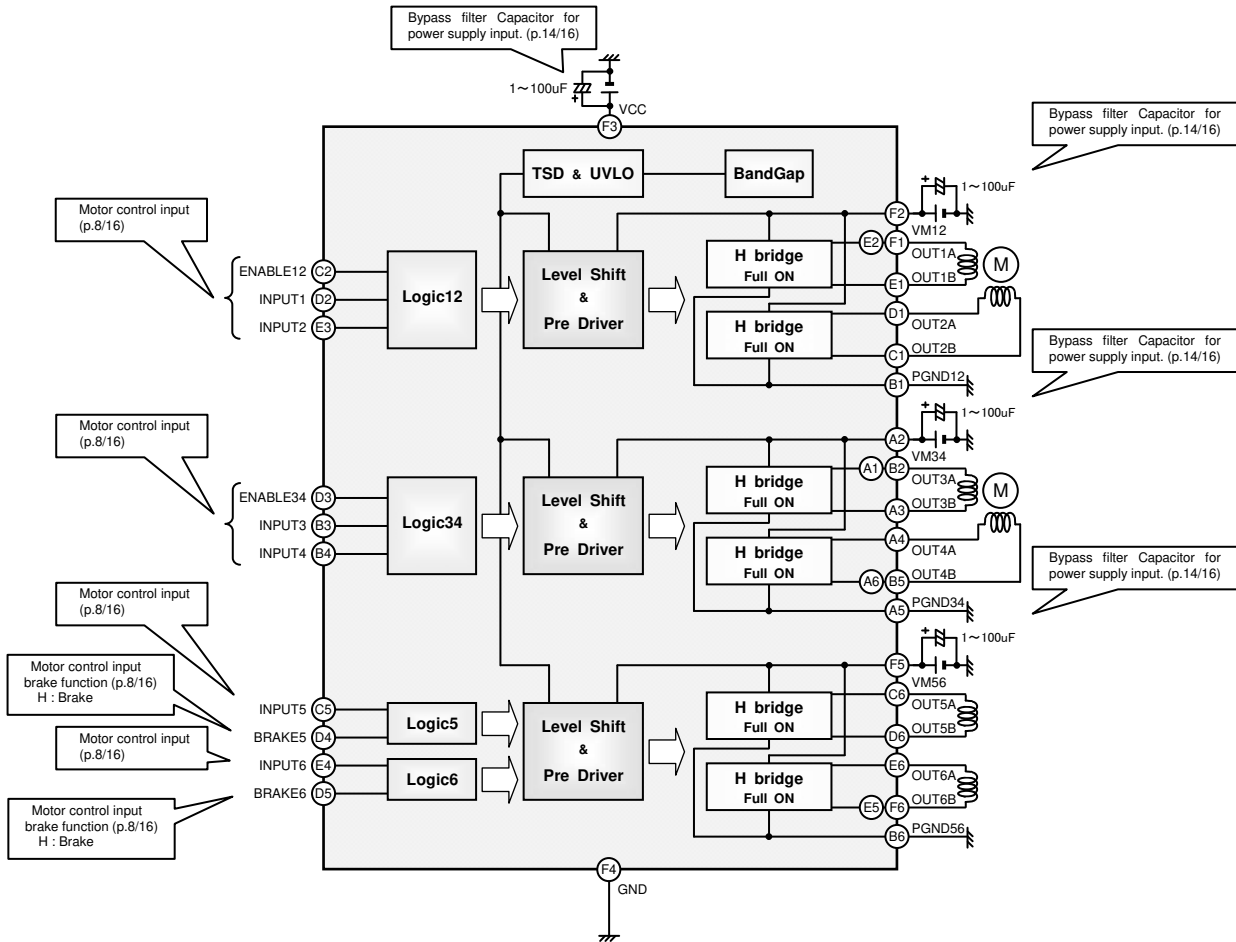 Bypass filter Capacitor for
power supply input. (p.14/16)
1～100uF
+
VCC
F3
Bypass filter Capacitor for
power supply input. (p.14/16)
TSD & UVLO
BandGap
+
1～100uF
Motor control input
(p.8/16)
F2
VM12
ENABLE12
C2
INPUT1
D2
INPUT2
E3
Logic12
Level Shift
&
Pre Driver
H bridge
Full ON
E2
F1
OUT1A
M
E1
OUT1B
H bridge
Full ON
D1
OUT2A
C1
OUT2B
B1
PGND12
Bypass filter Capacitor for
power supply input. (p.14/16)
+
1～100uF
Motor control input
(p.8/16)
A2
VM34
ENABLE34
D3
INPUT3
B3
INPUT4
B4
Logic34
Level Shift
&
Pre Driver
H bridge
Full ON
A1
B2
OUT3A
M
A3
OUT3B
H bridge
Full ON
A4
OUT4A
A6
B5
OUT4B
A5
PGND34
Bypass filter Capacitor for
power supply input. (p.14/16)
+
1～100uF
Motor control input
(p.8/16)
Motor control input
brake function (p.8/16)
H : Brake
Motor control input
(p.8/16)
Motor control input
brake function (p.8/16)
H : Brake
F5
VM56
INPUT5
C5
BRAKE5
D4
INPUT6
E4
BRAKE6
D5
Logic5
Logic6
Level Shift
&
Pre Driver
H bridge
Full ON
C6
OUT5A
D6
OUT5B
H bridge
Full ON
E6
OUT6A
E5
F6
OUT6B
B6
PGND56
F4
GND